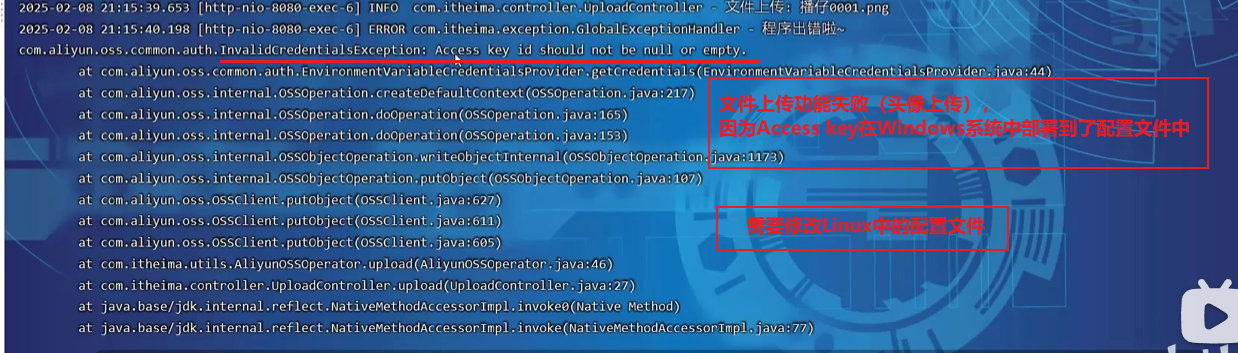 2025-02-08 21:15:39.653 [http-nio-8080-exec-6] INFO  com.itheima.controller.UploadController - 文件上传: 播仔0001.png
2025-02-08 21:15:40.198 [http-nio-8080-exec-6] ERROR com.itheima.exception.GlobalExceptionHandler - 程序出错啦~
com.aliyun.oss.common.auth.InvalidCredentialsException: Access key id should not be null or empty.
at com.aliyun.oss.common.auth.EnvironmentVariableCredentialsProvider.getCredentials(EnvironmentVariableCredentialsProvider.java:44)
at com.aliyun.oss.internal.OSSOperation.createDefaultContext(OSSOperation.java:217)
at com.aliyun.oss.internal.OSSOperation.doOperation(OSSOperation.java:165)
at com.aliyun.oss.internal.OSSOperation.doOperation(OSSOperation.java:153)
at com.aliyun.oss.internal.OSSObjectOperation.writeObjectInternal(OSSObjectOperation.java:1173)
at com.aliyun.oss.internal.OSSObjectOperation.putObject(OSSObjectOperation.java:107)
at com.aliyun.oss.OSSClient.putObject(OSSClient.java:627)
at com.aliyun.oss.OSSClient.putObject(OSSClient.java:611)
at com.aliyun.oss.OSSClient.putObject(OSSClient.java:605)
at com.itheima.utils.AliyunOSSOperator.upload(AliyunOSSOperator.java:46)
at com.itheima.controller.UploadController.upload(UploadController.java:27)
at java.base/jdk.internal.reflect.NativeMethodAccessorImpl.invoke0(Native Method)
at java.base/jdk.internal.reflect.NativeMethodAccessorImpl.invoke(NativeMethodAccessorImpl.java:77)
文件上传功能失败（头像上传），
因为Access key在Windows系统中部署到了配置文件中
需要修改Linux中的配置文件